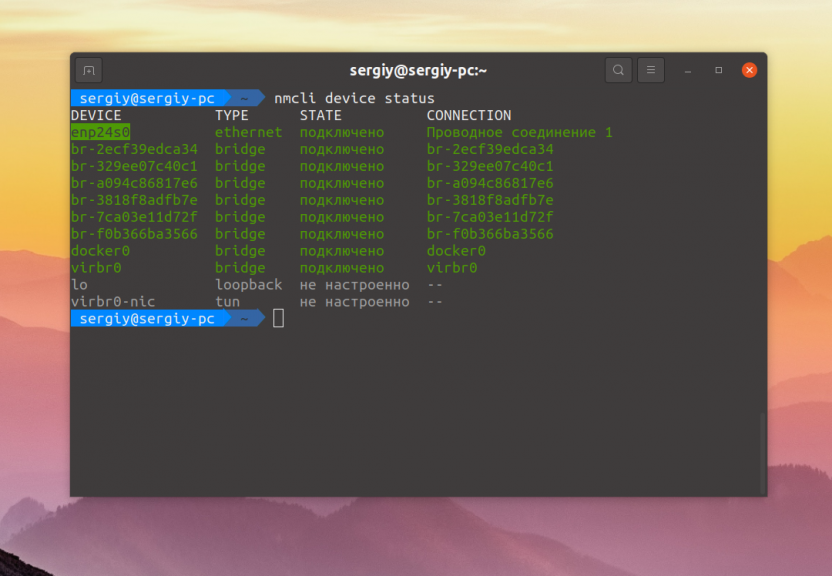 sergiy@sergiy-pc:~
sergiy@sergiy-pc ~ nmcli device status
DEVICE TYPE STATE CONNECTION
enp24s0 ethernet подключено Проводное соединение 1
br-2ecf39edca34 bridge подключено br-2ecf39edca34
br-329ee07c40c1 bridge подключено br-329ee07c40c1
br-a094c86817e6 bridge подключено br-a094c86817e6
br-3818f8adfb7e bridge подключено br-3818f8adfb7e
br-7ca03e11d72f bridge подключено br-7ca03e11d72f
br-f0b366ba3566 bridge подключено br-f0b366ba3566
docker0 bridge подключено docker0
virbr0 bridge подключено virbr0
lo loopback не настроенно --
virbr0-nic tun не настроенно --
sergiy@sergiy-pc ~